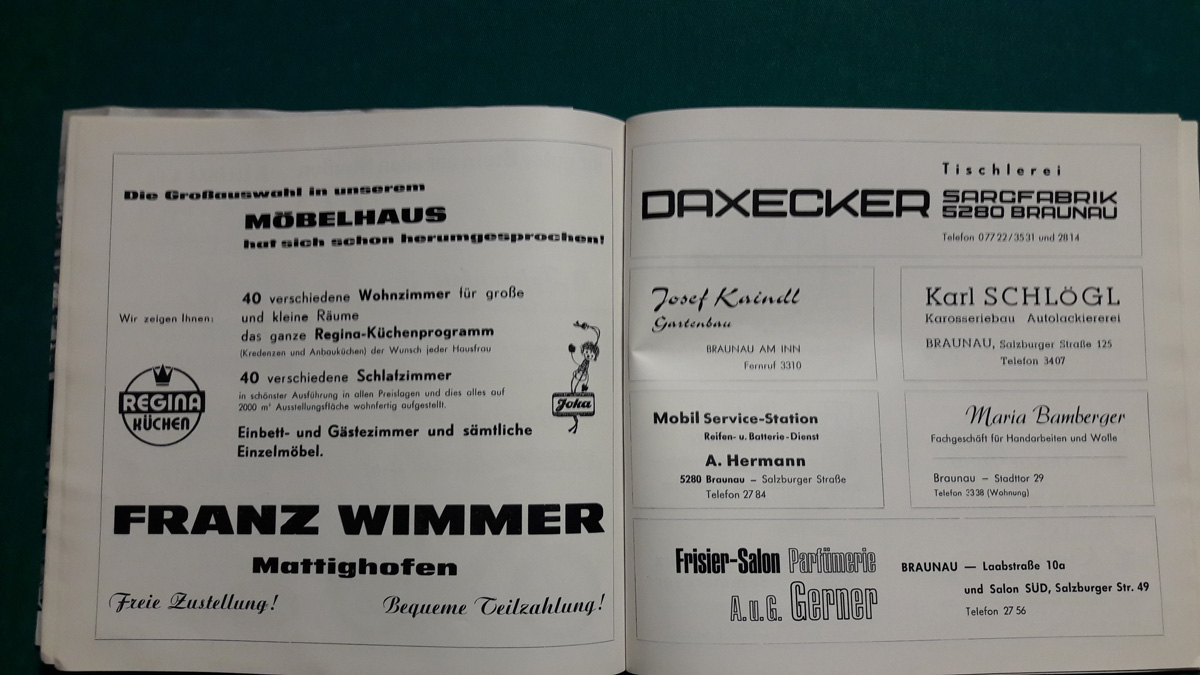 Die Großauswahl in unserem
MÖBELHAUS
hat sich schon herumgesprochen!
Wir zeigen Ihnen:
40 verschiedene Wohnzimmer für große
und kleine Räume
das ganze Regina-Küchenprogramm
(Kredenzen und Anbauküchen) der Wunsch jeder Hausfrau
40 verschiedene Schlafzimmer
in schönster Ausführung in allen Preislagen und dies alles auf
2000 m² Ausstellungsfläche wohnfertig aufgestellt.
Einbett- und Gästezimmer und sämtliche
Einzelmöbel.
REGINA
KÜCHEN
Joka
FRANZ WIMMER
Mattighofen
Freie Zustellung!
Bequeme Teilzahlung!
Tischlerei
DAXECKER SARGFABRIK
5280 BRAUNAU
Telefon 07722/3531 und 2814
Josef Kaindl
Gartenbau
BRAUNAU AM INN
Fernruf 3310
Karl SCHLÖGL
Karosseriebau Autolackiererei
BRAUNAU, Salzburger Straße 125
Telefon 3407
Mobil Service-Station
Reifen- u. Batterie-Dienst
A. Hermann
5280 Braunau – Salzburger Straße
Telefon 27 84
Maria Bamberger
Fachgeschäft für Handarbeiten und Wolle
Braunau – Stadttor 29
Telefon 3338 (Wohnung)
Frisier-Salon Parfümerie
A.u.G. Gerner
BRAUNAU — Laabstraße 10a
und Salon SÜD, Salzburger Str. 49
Telefon 27 56